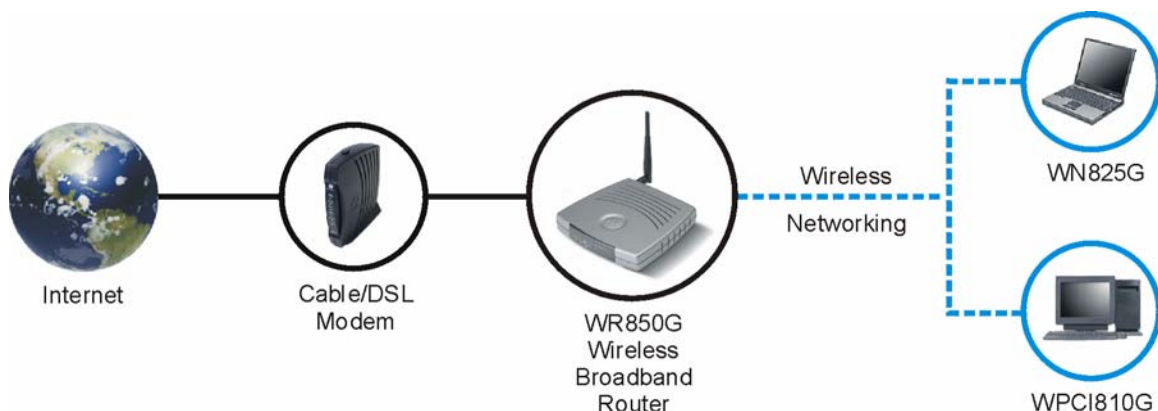 Internet
Cable/DSL
Modem
WR850G
Wireless
Broadband
Router
Wireless
Networking
WN825G
WPCI810G